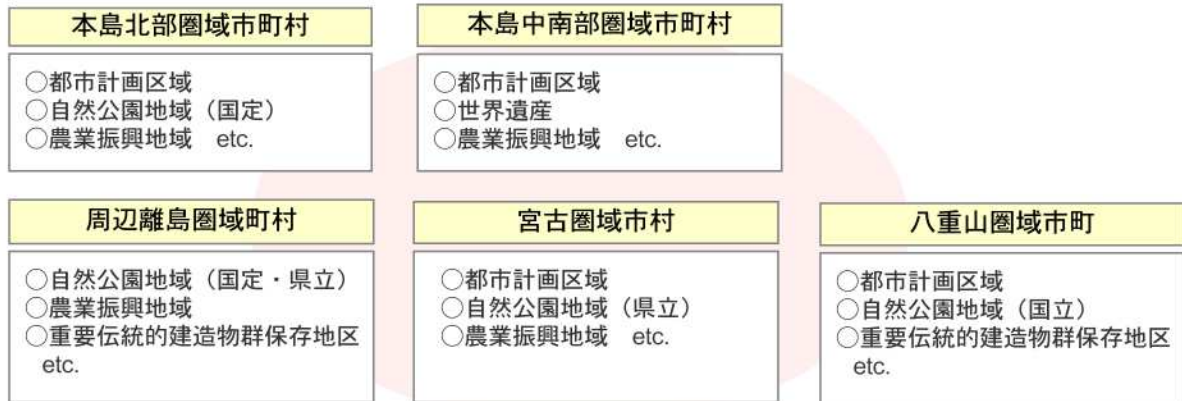 本島北部圏域市町村
○都市計画区域
○自然公園地域（国定）
○農業振興地域　etc.
本島中南部圏域市町村
○都市計画区域
○世界遺産
○農業振興地域　etc.
周辺離島圏域町村
○自然公園地域（国定・県立）
○農業振興地域
○重要伝統的建造物群保存地区
etc.
宮古圏域市村
○都市計画区域
○自然公園地域（県立）
○農業振興地域　etc.
八重山圏域市町
○都市計画区域
○自然公園地域（国立）
○重要伝統的建造物群保存地区
etc.